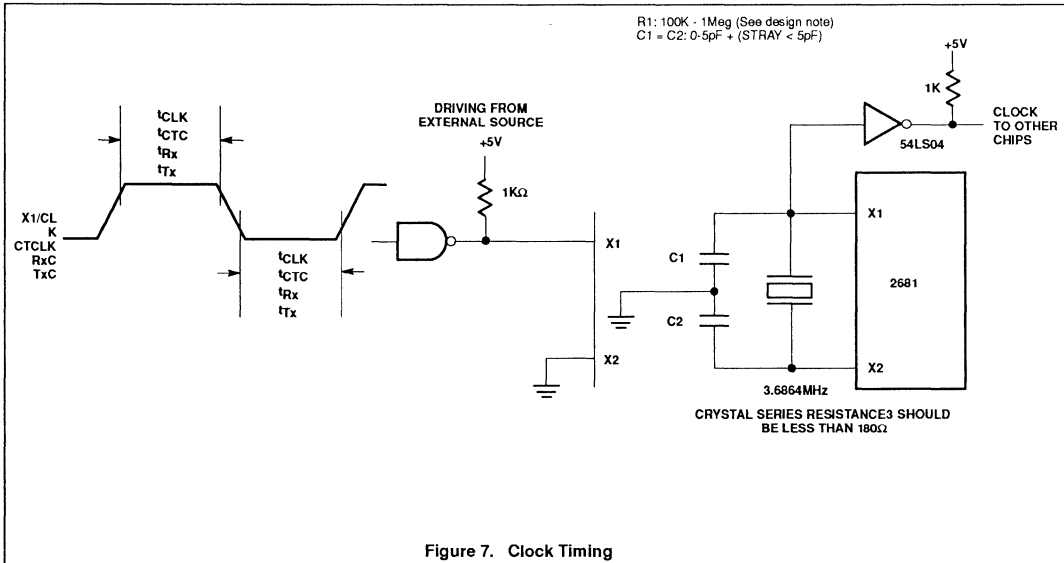 R1: 100K - 1Meg (See design note)
C1 = C2: 0-5pF + (STRAY < 5pF)
+5V
1K
CLOCK
TO OTHER
CHIPS
54LS04
tCLK
tCTC
tRx
tTx
X1/CL
K
CTCLK
RxC
TxC
tCLK
tCTC
tRx
tTx
DRIVING FROM
EXTERNAL SOURCE
+5V
1KΩ
X1
X2
C1
C2
X1
2681
X2
3.6864MHz
CRYSTAL SERIES RESISTANCE3 SHOULD
BE LESS THAN 180Ω
Figure 7. Clock Timing